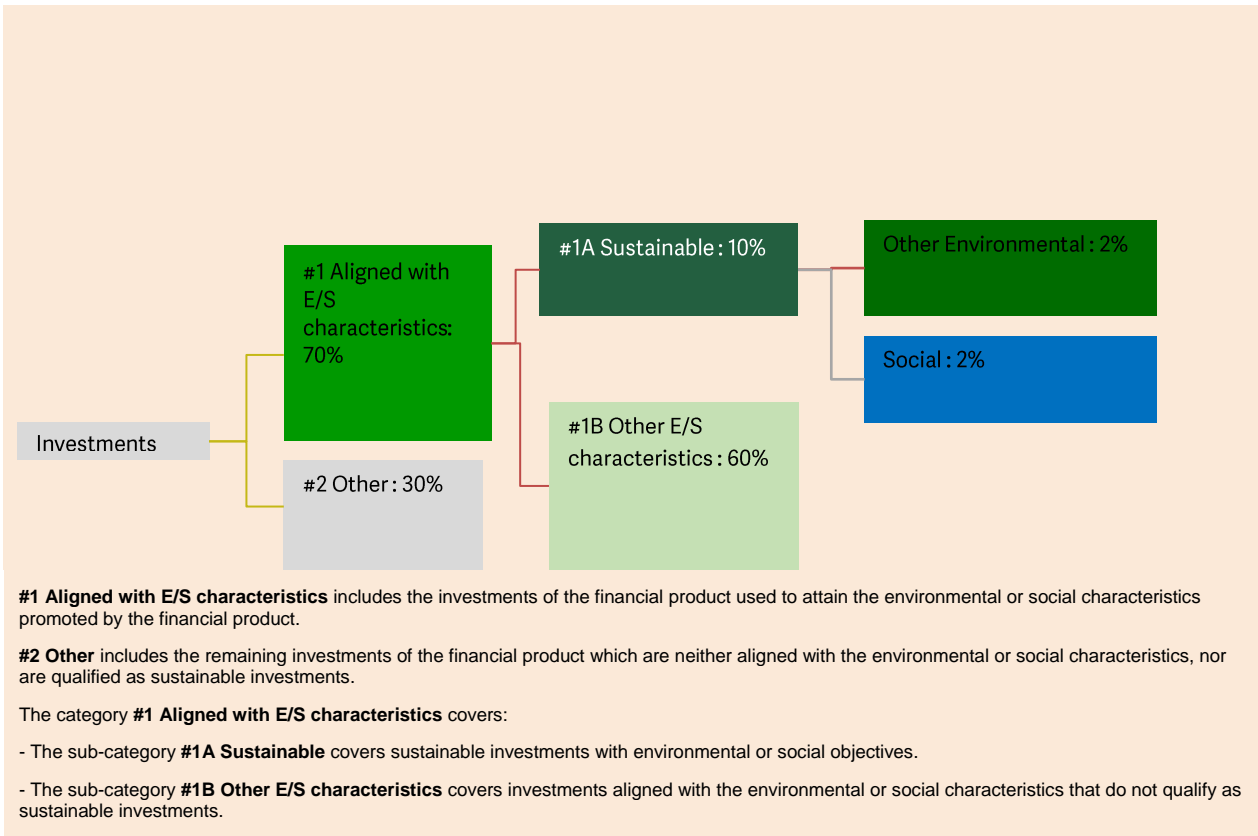 Investments
#1 Aligned with
E/S
characteristics:
70%
#2 Other : 30%
#1A Sustainable : 10%
#1B Other E/S
characteristics : 60%
Other Environmental : 2%
Social : 2%
#1 Aligned with E/S characteristics includes the investments of the financial product used to attain the environmental or social characteristics
promoted by the financial product.
#2 Other includes the remaining investments of the financial product which are neither aligned with the environmental or social characteristics, nor
are qualified as sustainable investments.
The category #1 Aligned with E/S characteristics covers:
- The sub-category #1A Sustainable covers sustainable investments with environmental or social objectives.
- The sub-category #1B Other E/S characteristics covers investments aligned with the environmental or social characteristics that do not qualify as
sustainable investments.